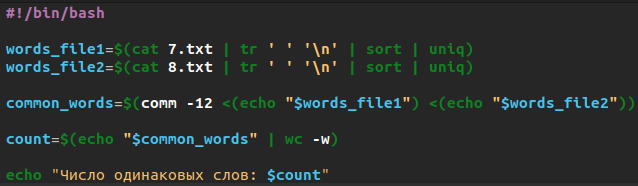 #!/bin/bash
words_file1=$(cat 7.txt | tr ' ' '\n' | sort | uniq)
words_file2=$(cat 8.txt | tr ' ' '\n' | sort | uniq)
common_words=$(comm -12 <(echo "$words_file1") <(echo "$words_file2"))
count=$(echo "$common_words" | wc -w)
echo "Число одинаковых слов: $count"